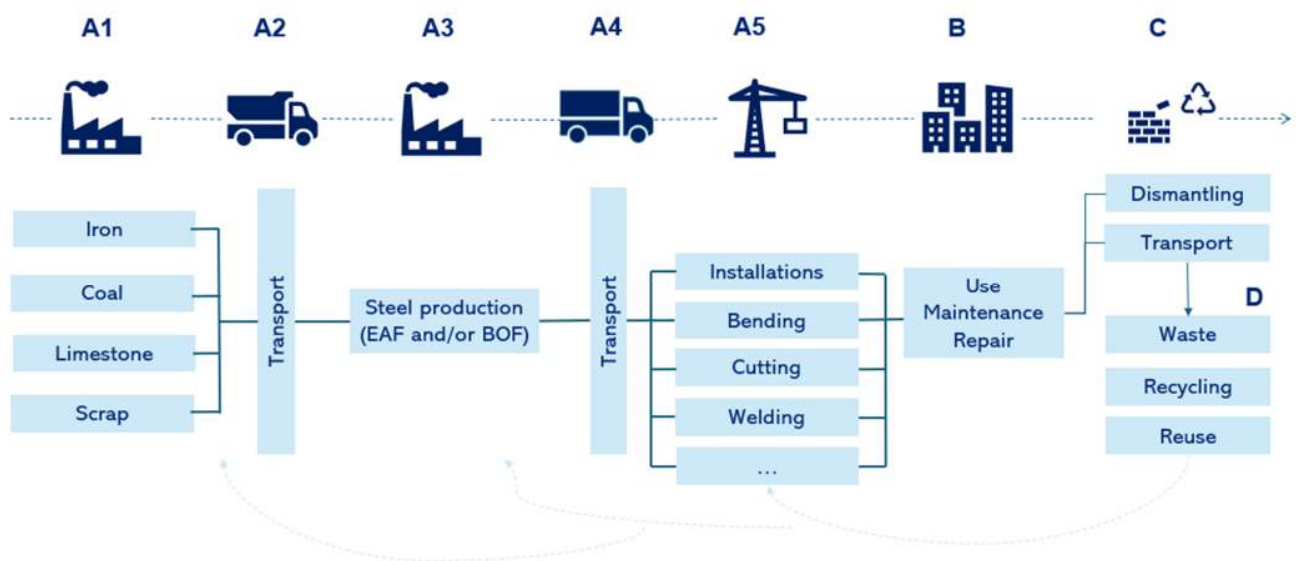 A1
A2
A3
A4
A5
B
C
Iron
Coal
Limestone
Scrap
Transport
Steel production
(EAF and/or BOF)
Transport
Installations
Bending
Cutting
Welding
...
Use
Maintenance
Repair
Dismantling
Transport
D
Waste
Recycling
Reuse